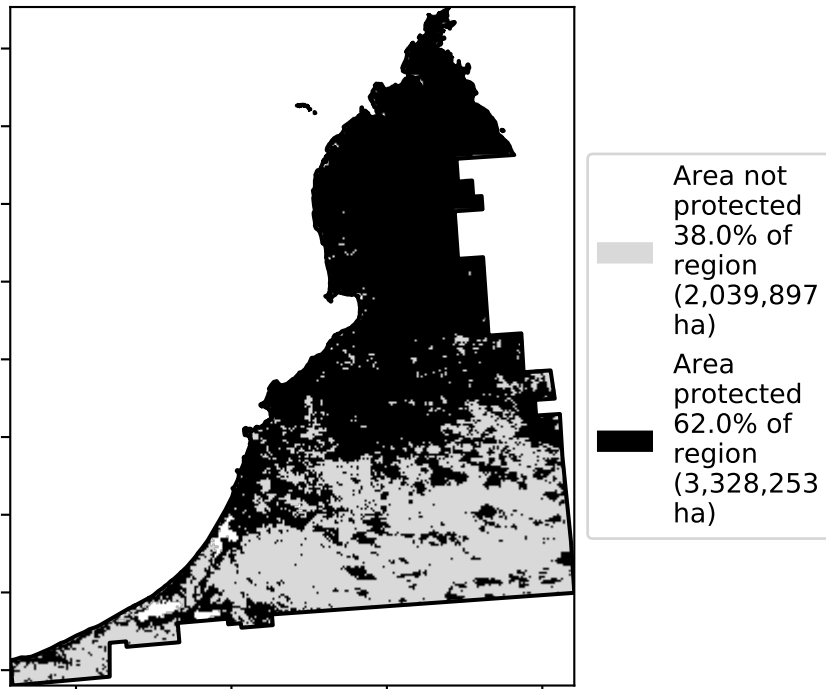 Area not
protected
38.0% of
region
(2,039,897
ha)
Area
protected
62.0% of
region
(3,328,253
ha)